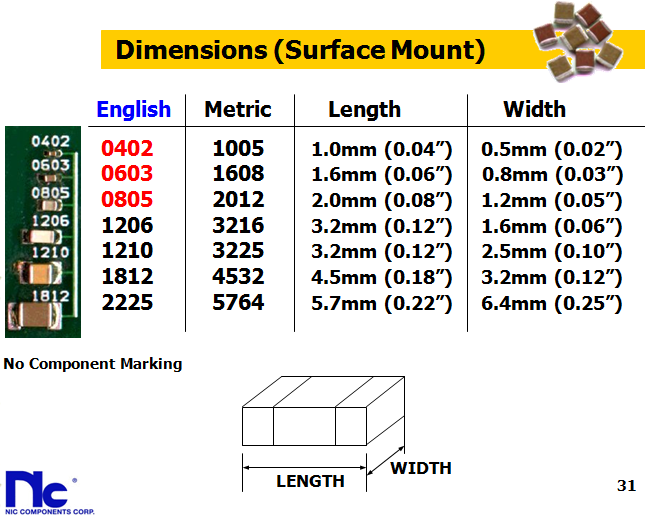 Dimensions (Surface Mount)
English Metric Length Width
0402 1005 1.0mm (0.04”) 0.5mm (0.02”)
0603 1608 1.6mm (0.06”) 0.8mm (0.03”)
0805 2012 2.0mm (0.08”) 1.2mm (0.05”)
1206 3216 3.2mm (0.12”) 1.6mm (0.06”)
1210 3225 3.2mm (0.12”) 2.5mm (0.10”)
1812 4532 4.5mm (0.18”) 3.2mm (0.12”)
2225 5764 5.7mm (0.22”) 6.4mm (0.25”)
0402
0603
0805
1206
1210
1812
No Component Marking
LENGTH
WIDTH
NIC ®
NIC COMPONENTS CORP.
31